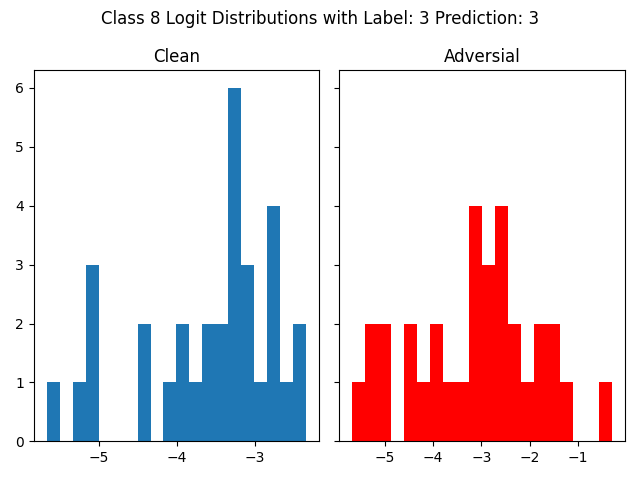 Class 8 Logit Distributions with Label: 3 Prediction: 3
Clean
Adversial
6
5
4
3
2
1
0
−5 −4 −3
−5 −4 −3 −2 −1